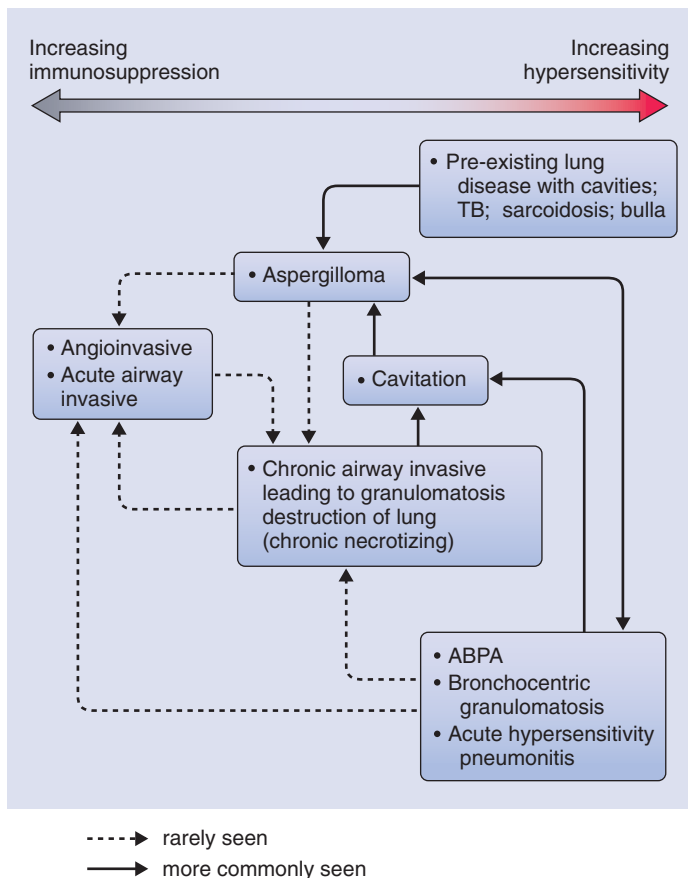 Increasing
immunosuppression
Increasing
hypersensitivity
• Pre-existing lung
disease with cavities;
TB; sarcoidosis; bulla
• Aspergilloma
• Angioinvasive
• Acute airway
invasive
• Cavitation
• Chronic airway invasive
leading to granulomatosis
destruction of lung
(chronic necrotizing)
• ABPA
• Bronchocentric
granulomatosis
• Acute hypersensitivity
pneumonitis
rarely seen
more commonly seen